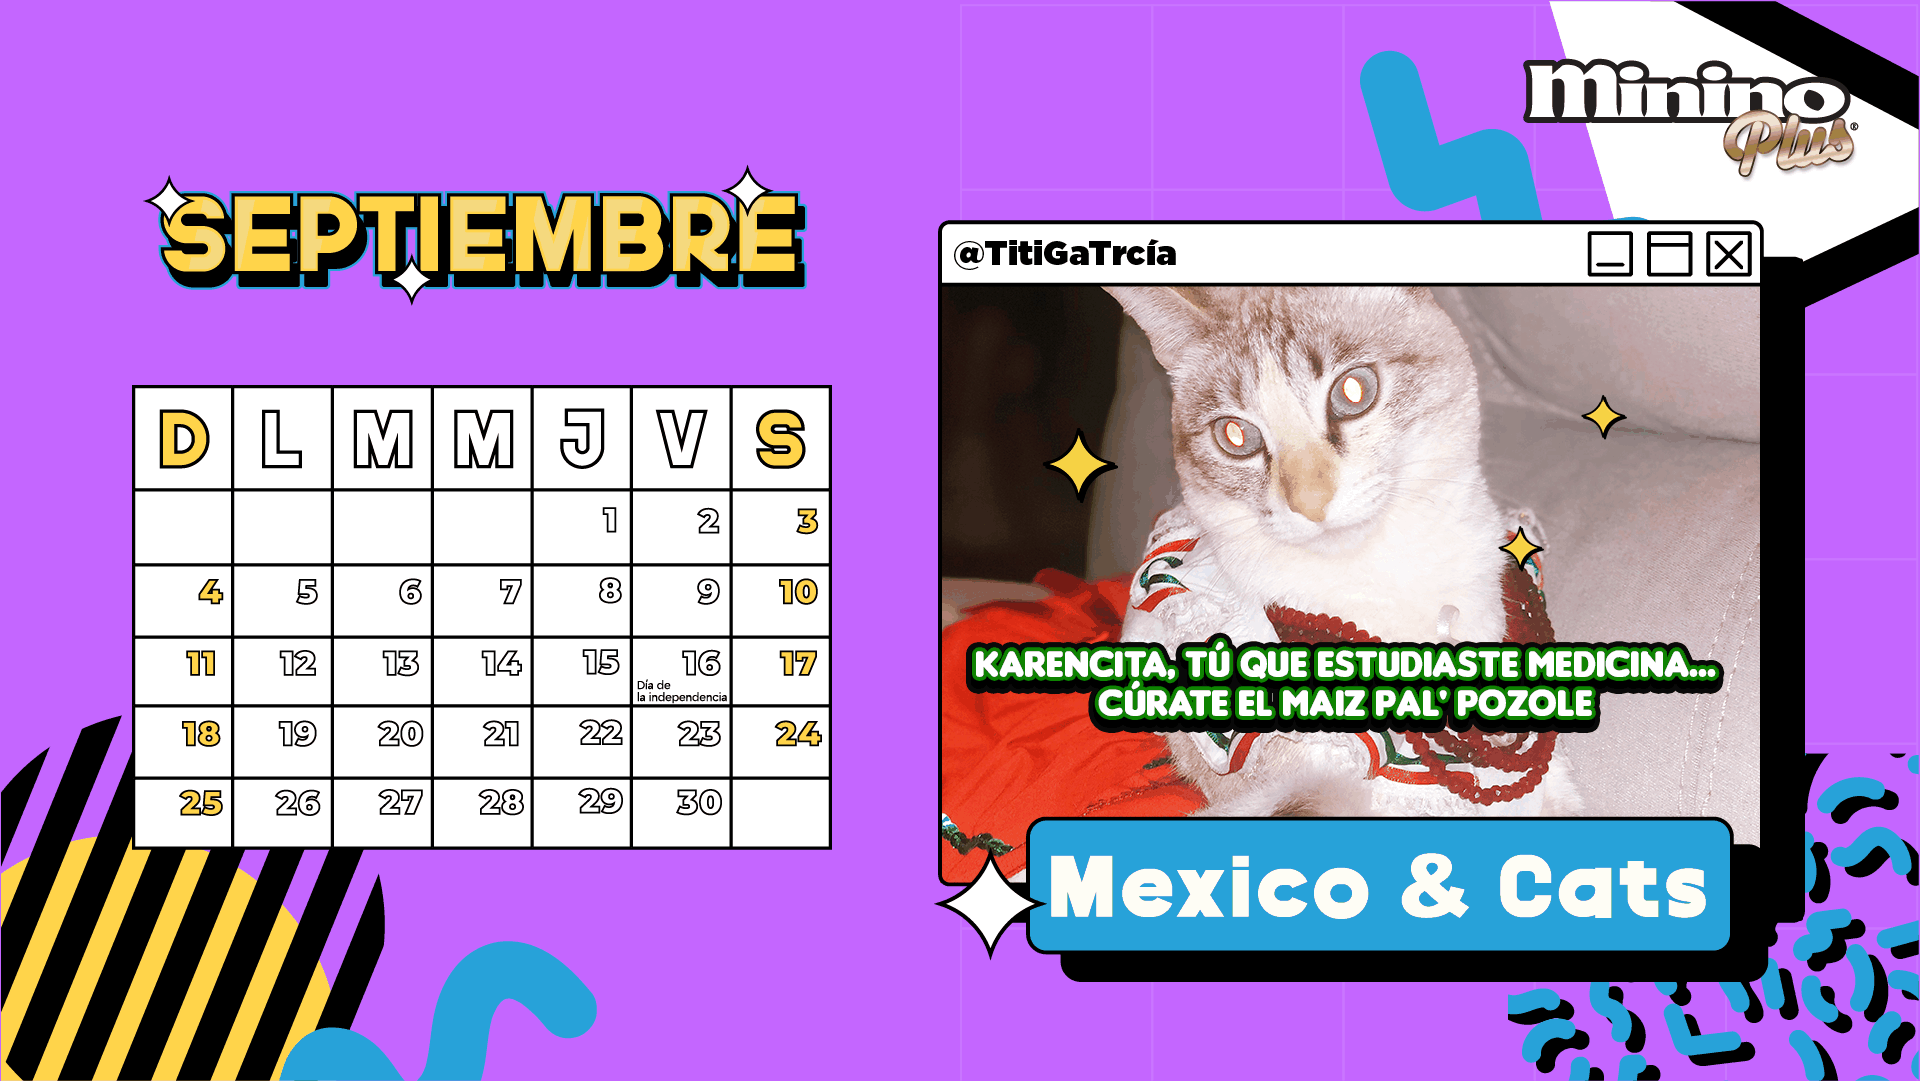 Minino
Plus®
SEPTIEMBRE
@TitiGaTrcía
D L M M J V S
1 2 3
4 5 6 7 8 9 10
11 12 13 14 15 16 17
Día de
la independencia
18 19 20 21 22 23 24
25 26 27 28 29 30
KARENCITA, TÚ QUE ESTUDIASTE MEDICINA...
CÚRATE EL MAIZ PAL' POZOLE
Mexico & Cats